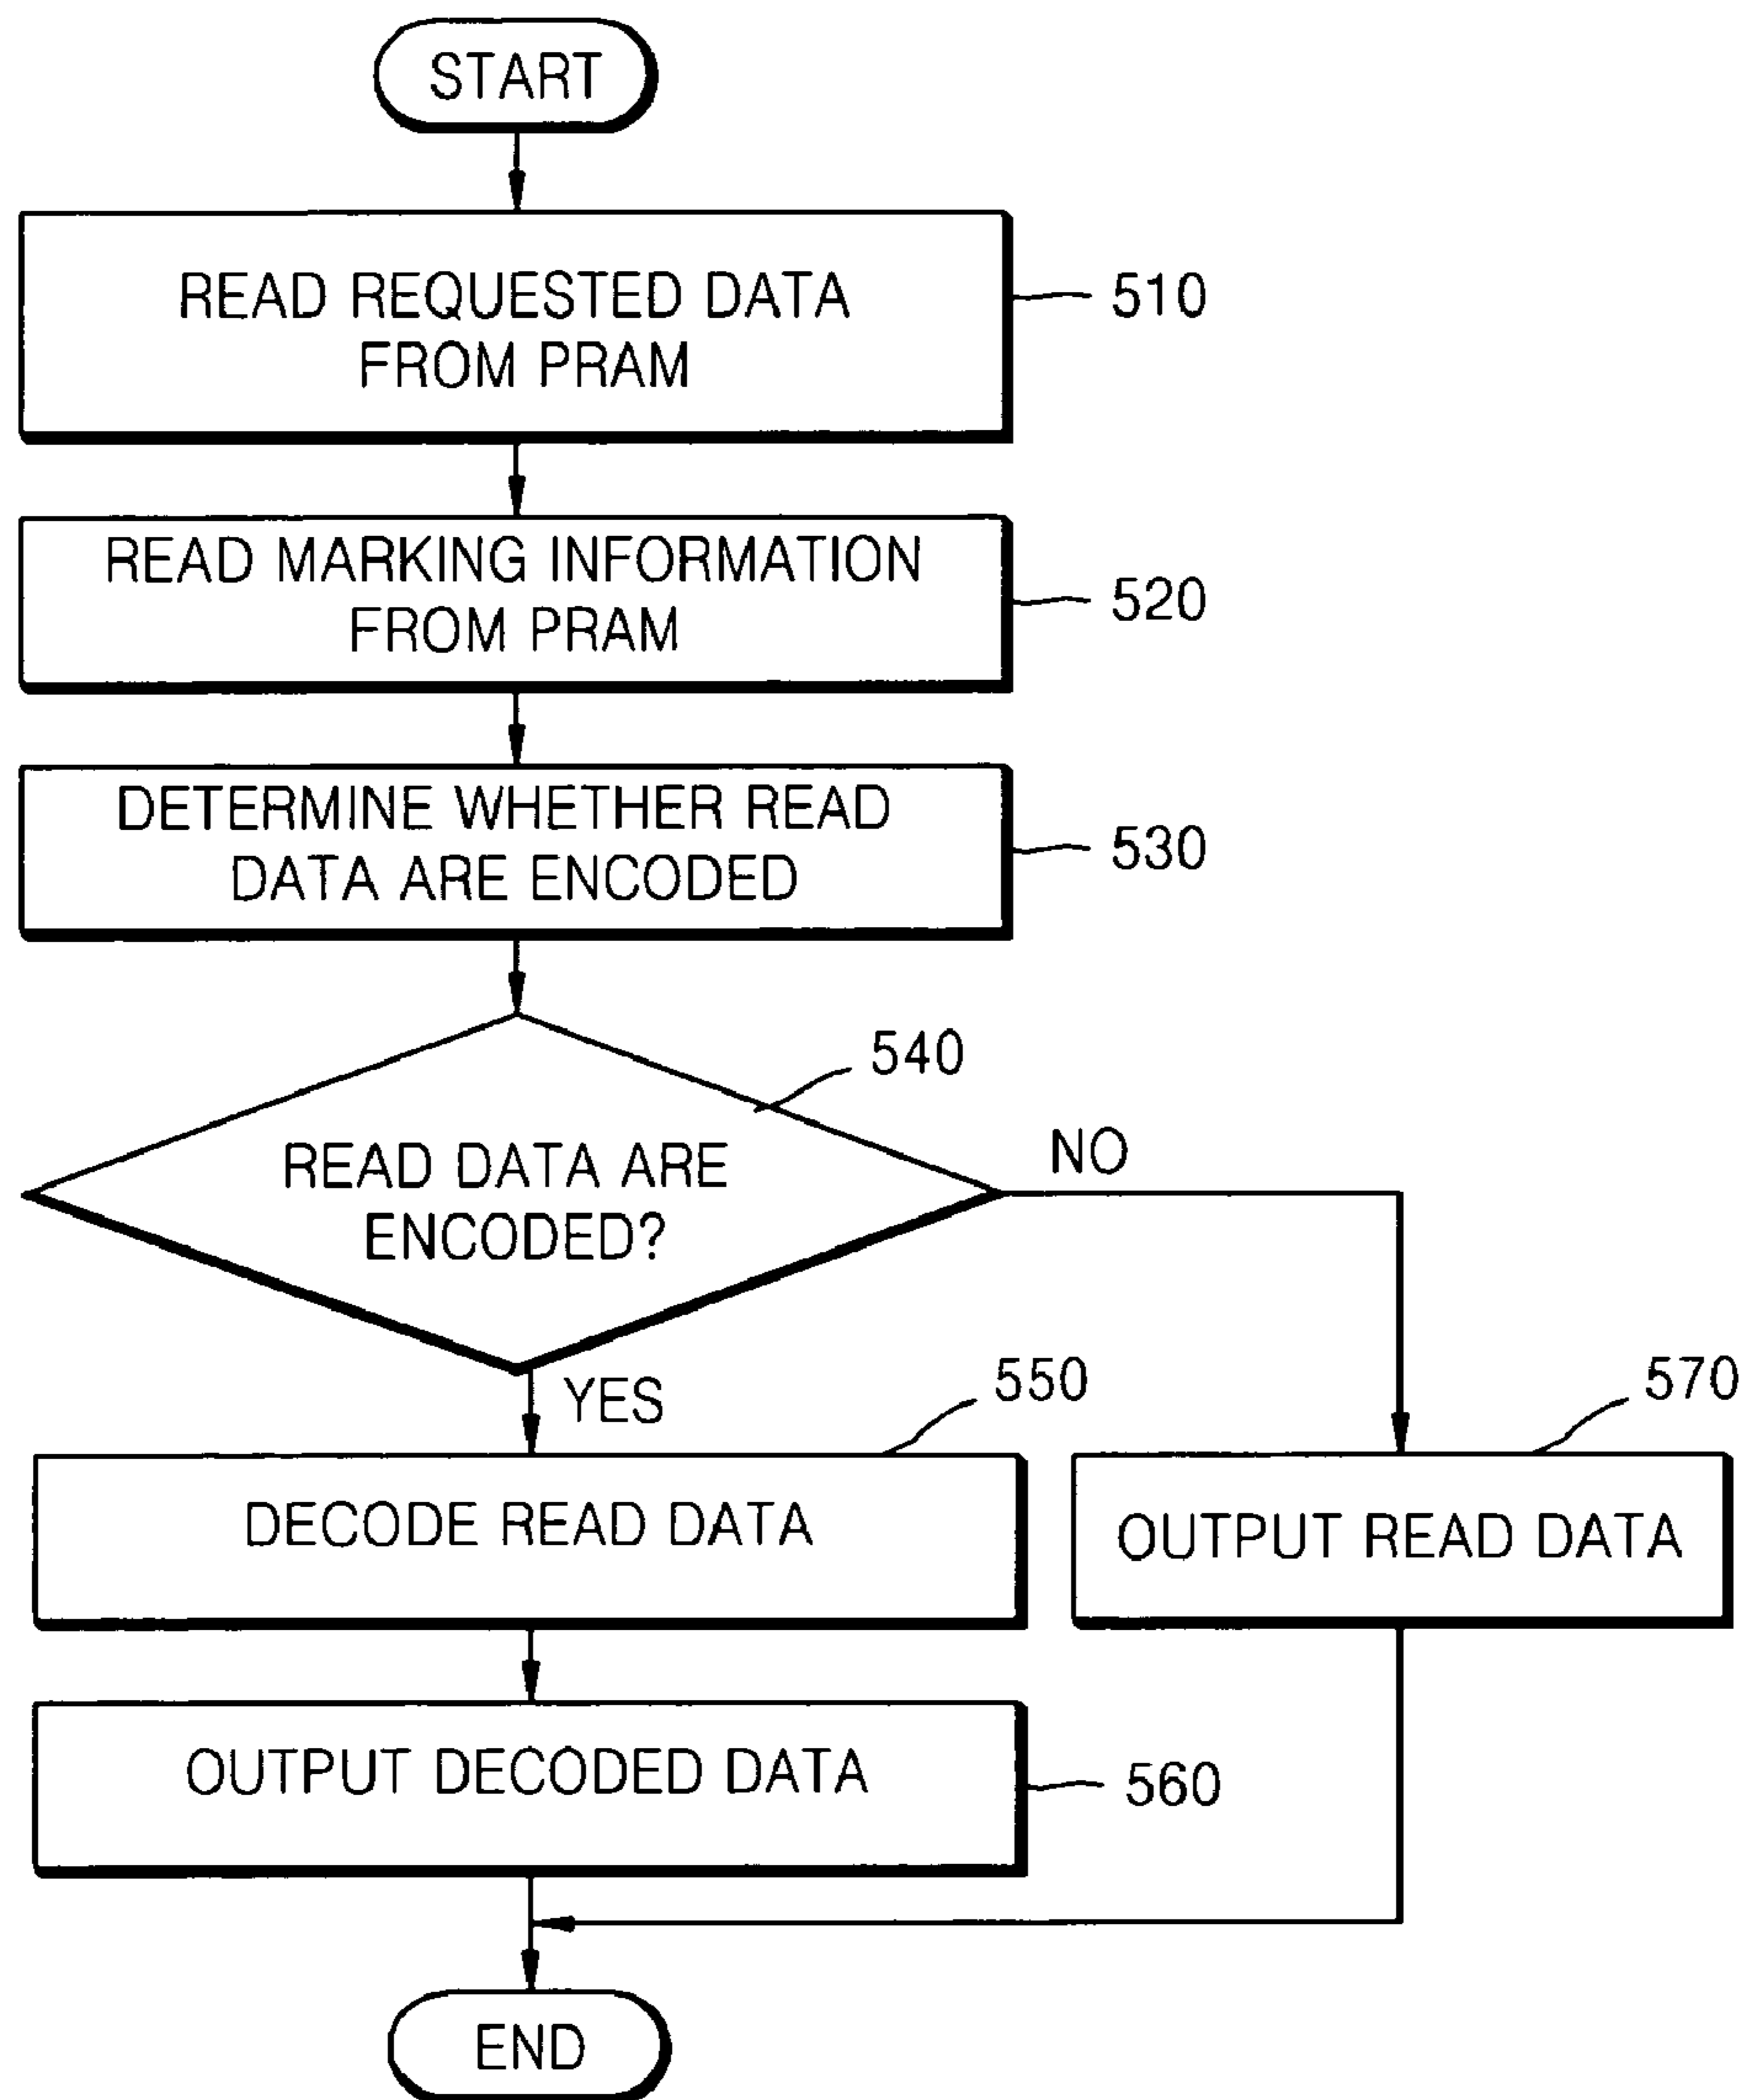 START
READ REQUESTED DATA
FROM PRAM
510
READ MARKING INFORMATION
FROM PRAM
520
DETERMINE WHETHER READ
DATA ARE ENCODED
530
540
READ DATA ARE
ENCODED?
NO
YES
550
570
DECODE READ DATA
OUTPUT READ DATA
OUTPUT DECODED DATA
560
END